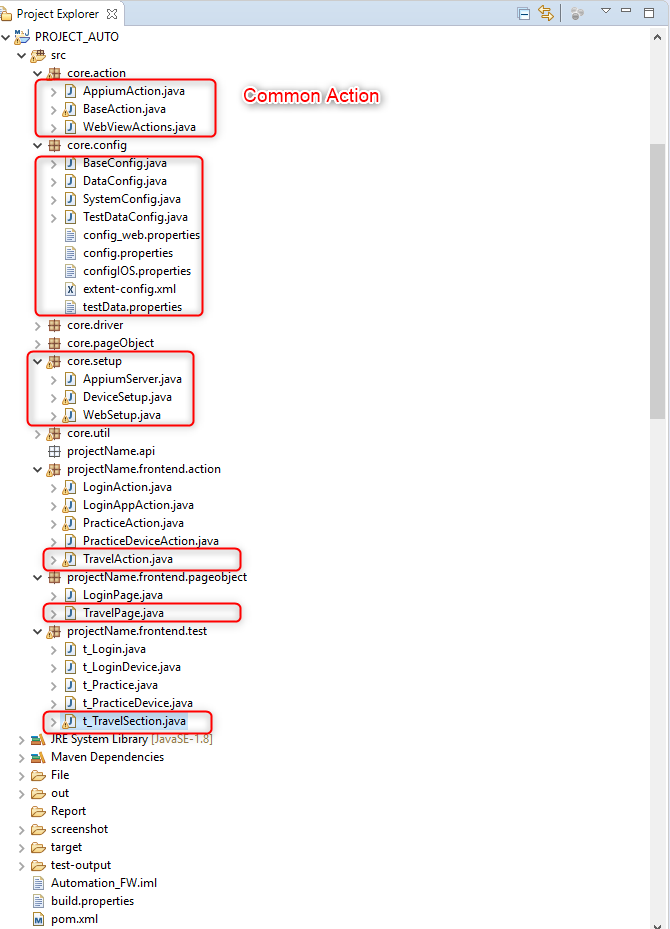 Project Explorer
PROJECT_AUTO
src
core.action
AppiumAction.java
Common Action
BaseAction.java
WebViewActions.java
core.config
BaseConfig.java
DataConfig.java
SystemConfig.java
TestDataConfig.java
config_web.properties
config.properties
configIOS.properties
extent-config.xml
testData.properties
core.driver
core.pageObject
core.setup
AppiumServer.java
DeviceSetup.java
WebSetup.java
core.util
projectName.api
projectName.frontend.action
LoginAction.java
LoginAppAction.java
PracticeAction.java
PracticeDeviceAction.java
TravelAction.java
projectName.frontend.pageobject
LoginPage.java
TravelPage.java
projectName.frontend.test
t_Login.java
t_LoginDevice.java
t_Practice.java
t_PracticeDevice.java
t_TravelSection.java
JRE System Library [JavaSE-1.8]
Maven Dependencies
File
out
Report
screenshot
target
test-output
Automation_FW.iml
build.properties
pom.xml